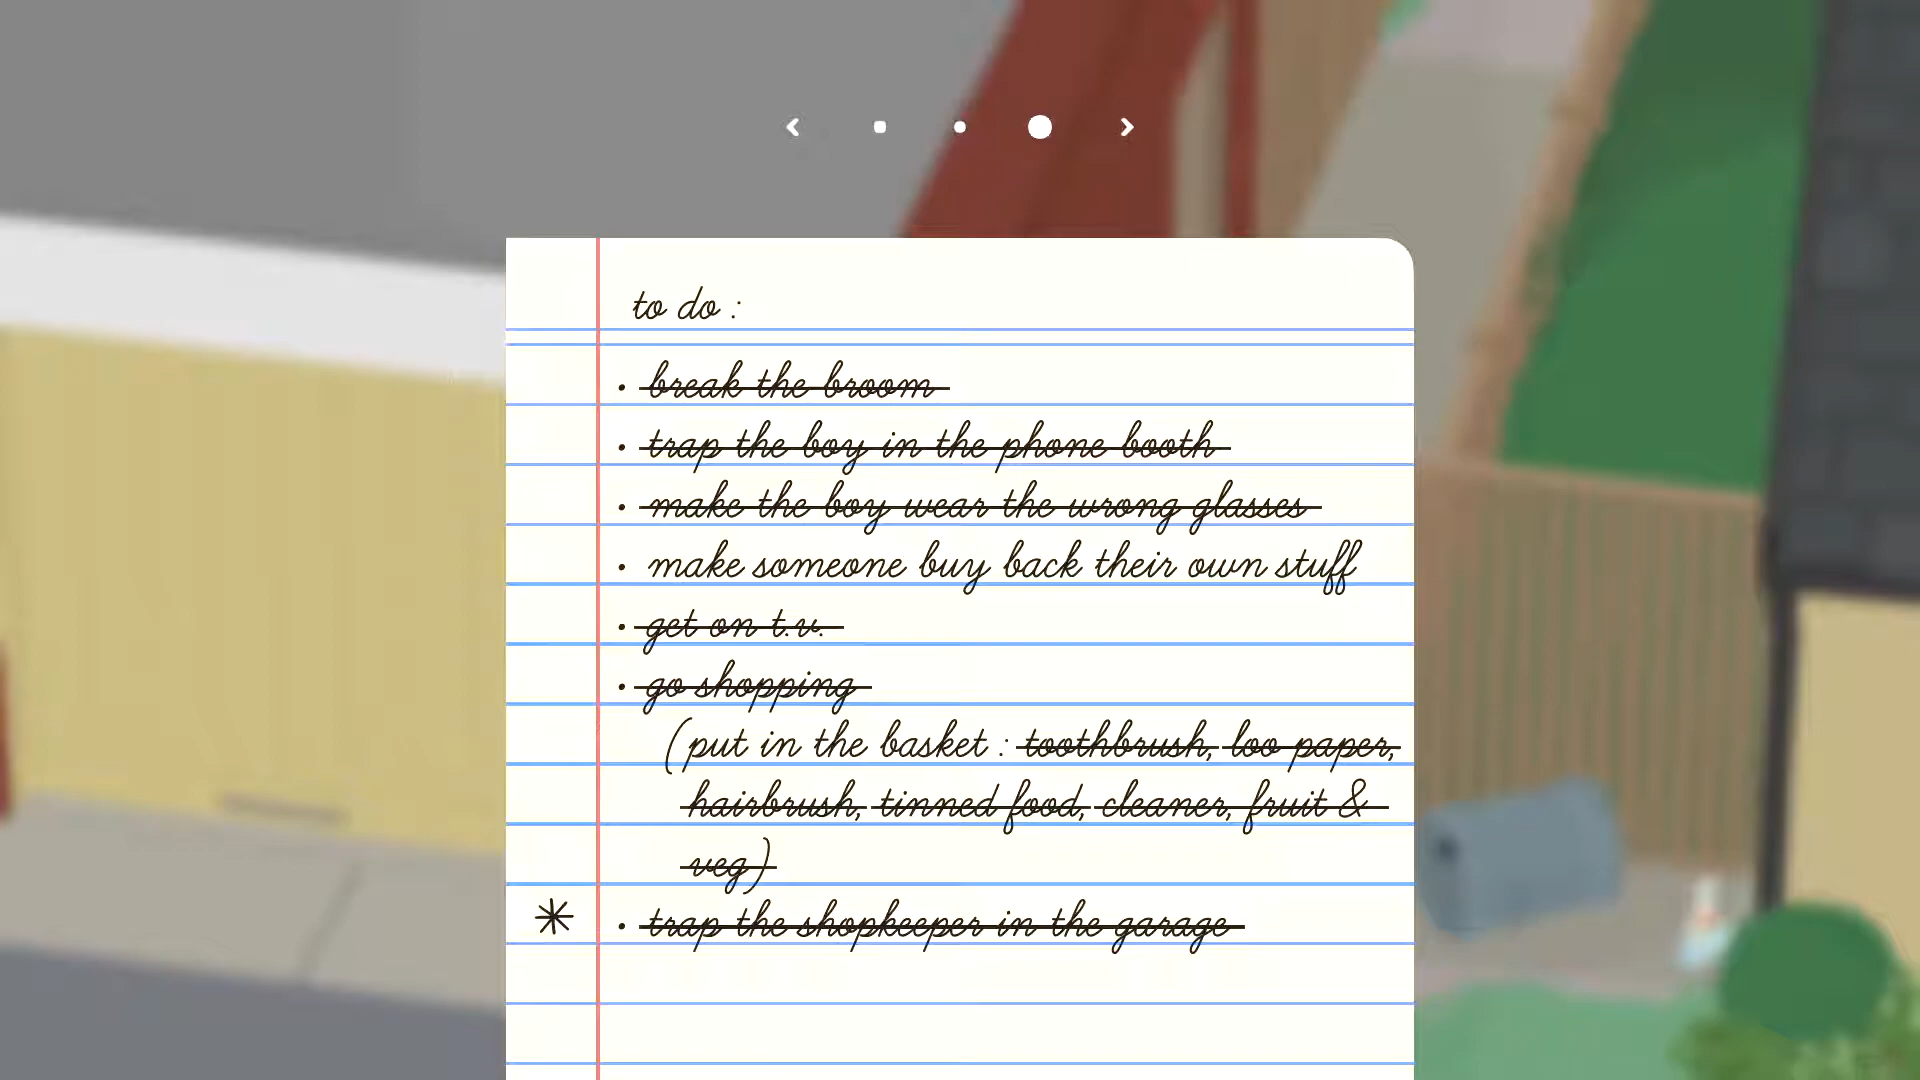 to do :
• break the broom
• trap the boy in the phone booth
• make the boy wear the wrong glasses
• make someone buy back their own stuff
• get on t.v.
• go shopping
(put in the basket : toothbrush, loo paper,
hairbrush, tinned food, cleaner, fruit &
veg)
* • trap the shopkeeper in the garage